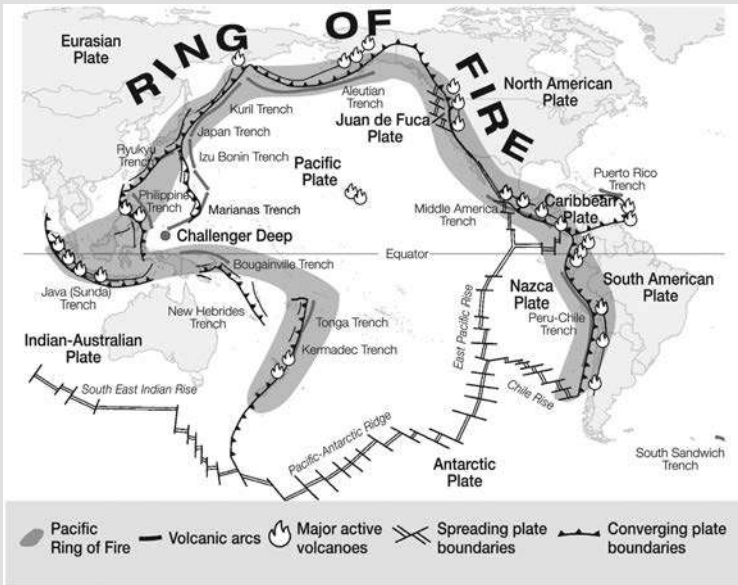 RING OF FIRE
Eurasian
Plate
North American
Plate
Aleutian
Trench
Kuril Trench
Juan de Fuca
Plate
Japan Trench
Ryukyu
Trench
Izu Bonin Trench
Pacific
Plate
Puerto Rico
Trench
Philippine
Trench
Marianas Trench
Middle America
Trench
Caribbean
Plate
Challenger Deep
Equator
Bougainville Trench
Java (Sunda)
Trench
Nazca
Plate
South American
Plate
New Hebrides
Trench
Tonga Trench
Peru-Chile
Trench
Indian-Australian
Plate
Kermadec Trench
East Pacific Rise
South East Indian Rise
Chile Rise
Pacific-Antarctic Ridge
Antarctic
Plate
South Sandwich
Trench
Pacific
Ring of Fire
Volcanic arcs
Major active
volcanoes
Spreading plate
boundaries
Converging plate
boundaries